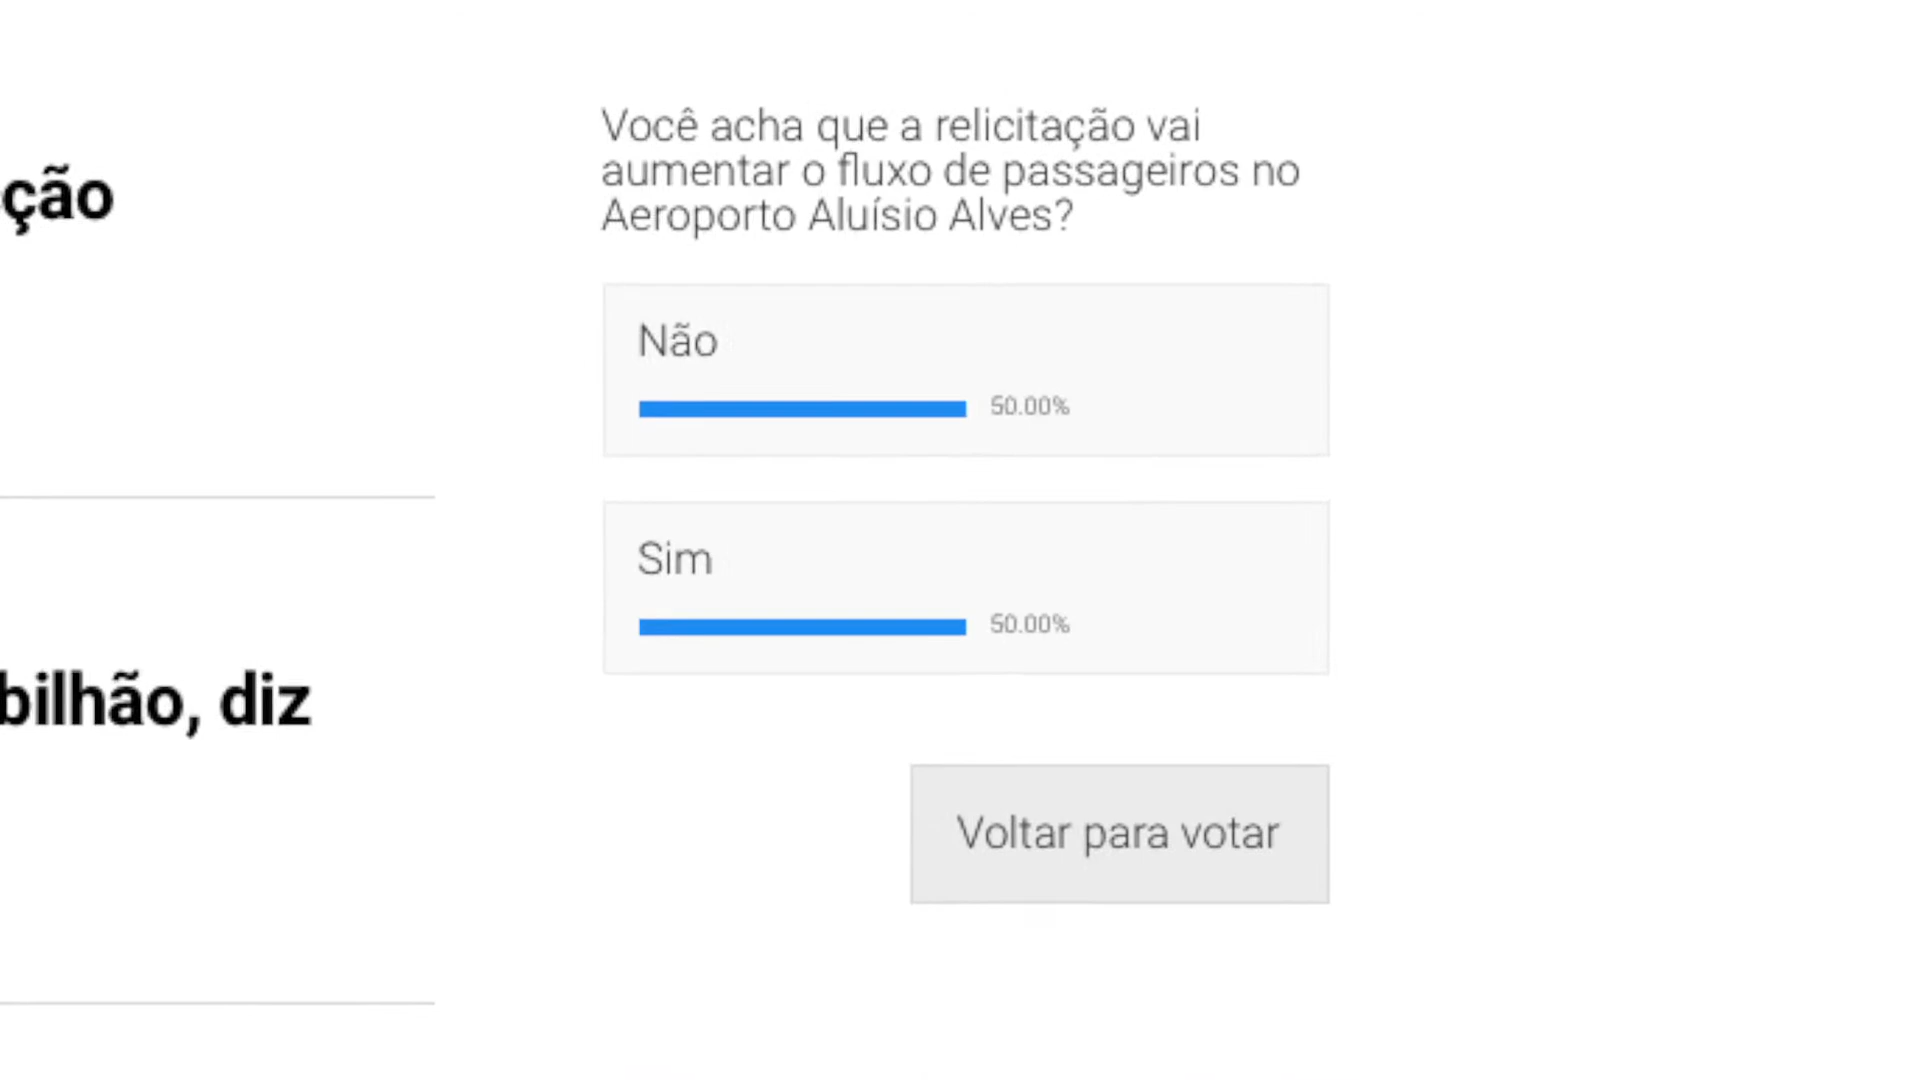 ção
bilhão, diz
Você acha que a relicitação vai
aumentar o fluxo de passageiros no
Aeroporto Aluísio Alves?
Não
50.00%
Sim
50.00%
Voltar para votar